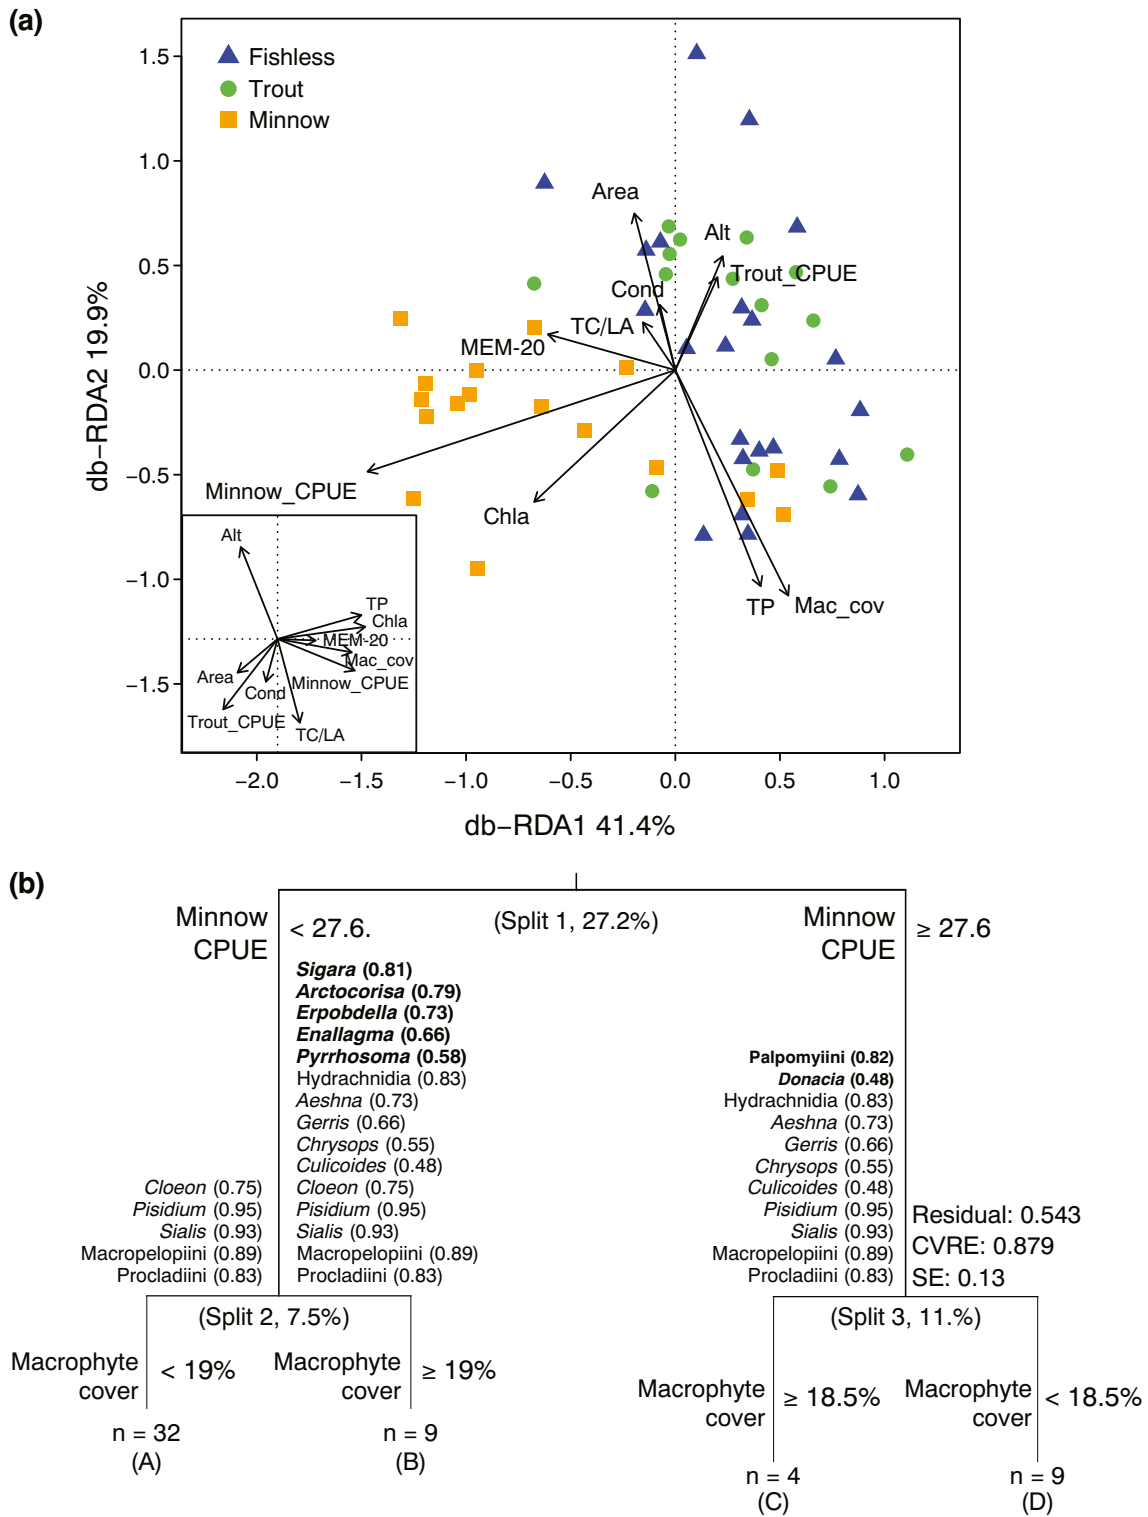 (a)
Fishless
Trout
Minnow
1.5
1.0
0.5
0.0
−0.5
−1.0
−1.5
db−RDA2 19.9%
Area
Alt
Trout_CPUE
Cond
TC/LA
MEM-20
Minnow_CPUE
Chla
TP
Mac_cov
Alt
TP
Chla
MEM-20
Mac_cov
Area
Minnow_CPUE
Cond
Trout_CPUE
TC/LA
−2.0 −1.5 −1.0 −0.5 0.0 0.5 1.0
db−RDA1 41.4%
(b)
Minnow
CPUE
< 27.6.
(Split 1, 27.2%)
Minnow
CPUE
≥ 27.6
Sigara (0.81)
Arctocorisa (0.79)
Erpobdella (0.73)
Enallagma (0.66)
Pyrrhosoma (0.58)
Hydrachnidia (0.83)
Aeshna (0.73)
Gerris (0.66)
Chrysops (0.55)
Culicoides (0.48)
Cloeon (0.75)
Pisidium (0.95)
Sialis (0.93)
Macropelopiini (0.89)
Procladiini (0.83)
Cloeon (0.75)
Pisidium (0.95)
Sialis (0.93)
Macropelopiini (0.89)
Procladiini (0.83)
Palpomyiini (0.82)
Donacia (0.48)
Hydrachnidia (0.83)
Aeshna (0.73)
Gerris (0.66)
Chrysops (0.55)
Culicoides (0.48)
Pisidium (0.95)
Sialis (0.93)
Macropelopiini (0.89)
Procladiini (0.83)
Residual: 0.543
CVRE: 0.879
SE: 0.13
(Split 2, 7.5%)
(Split 3, 11.%)
Macrophyte
cover
< 19%
Macrophyte
cover
≥ 19%
Macrophyte
cover
≥ 18.5%
Macrophyte
cover
< 18.5%
n = 32
(A)
n = 9
(B)
n = 4
(C)
n = 9
(D)